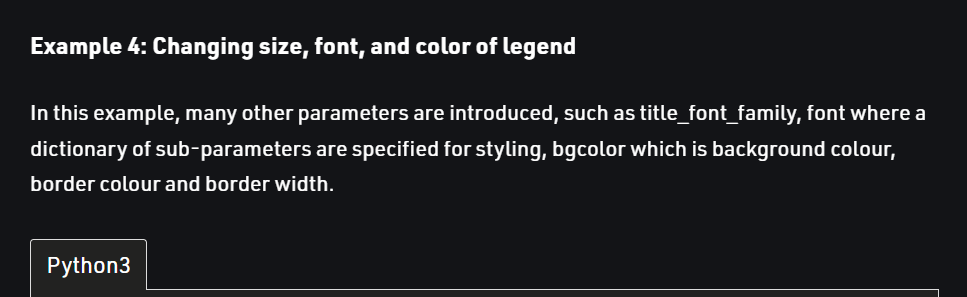 Example 4: Changing size, font, and color of legend
In this example, many other parameters are introduced, such as title_font_family, font where a
dictionary of sub-parameters are specified for styling, bgcolor which is background colour,
border colour and border width.
Python3